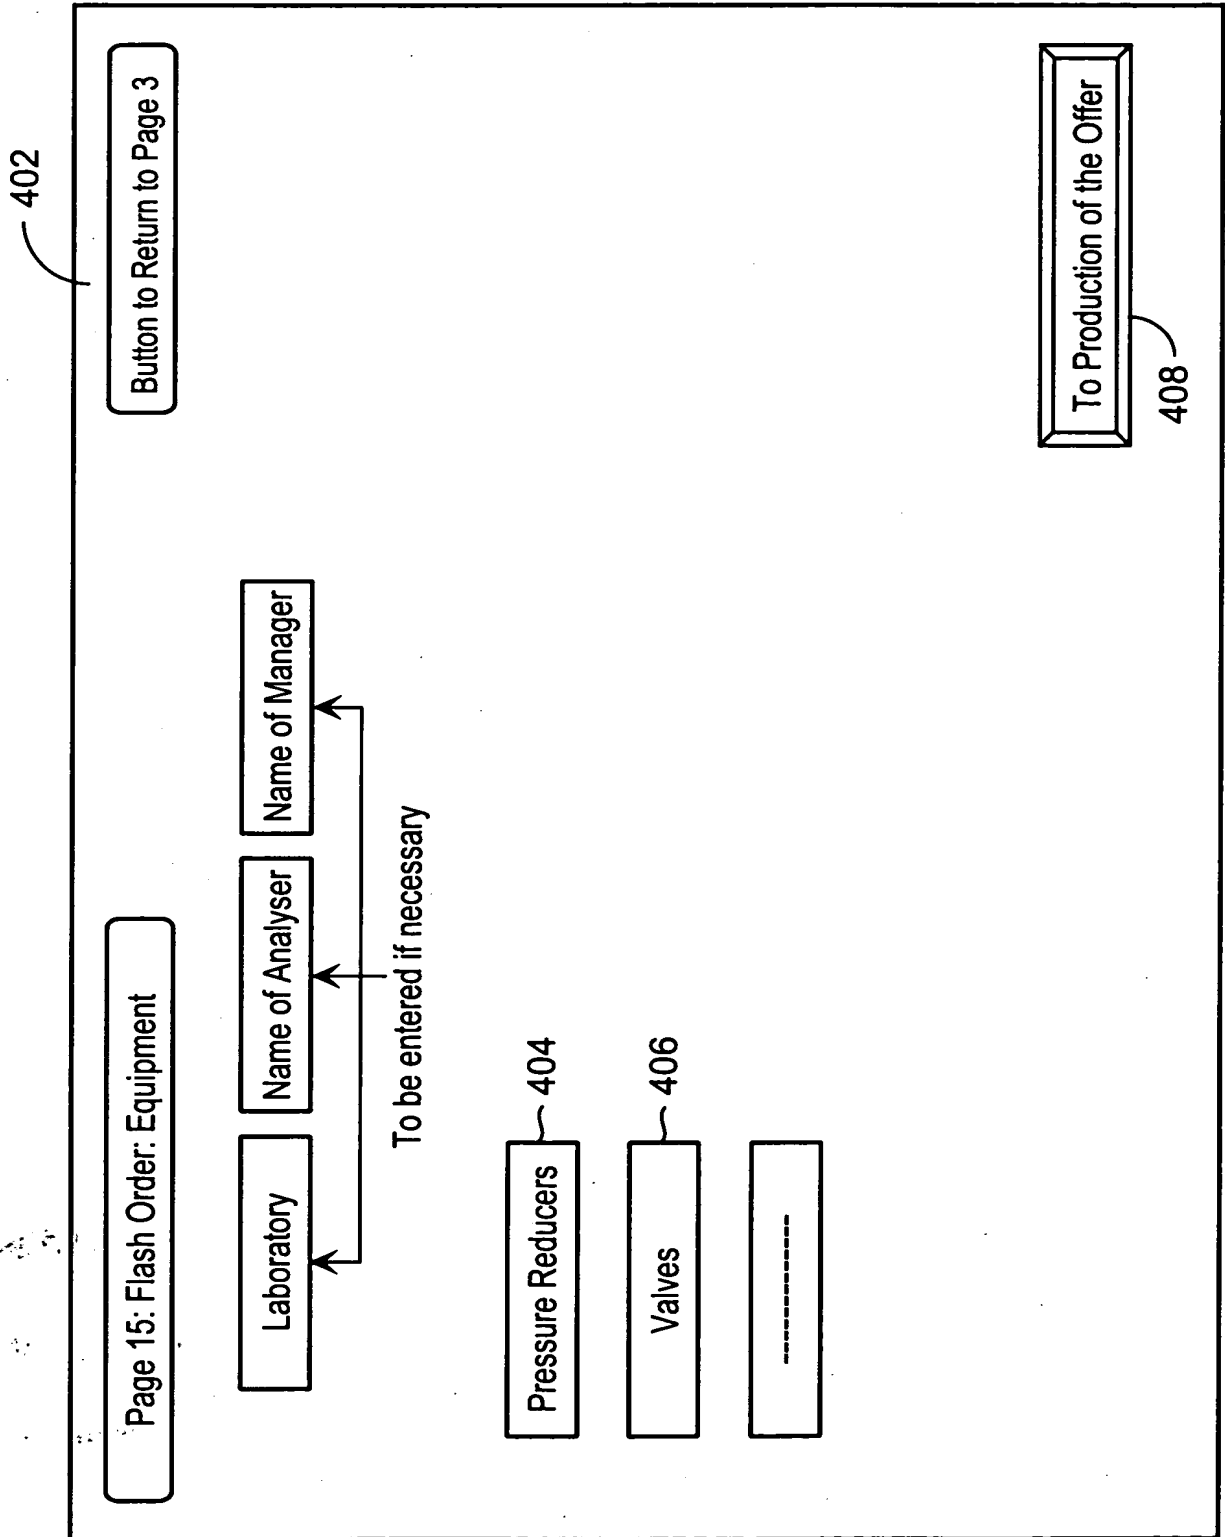 402
Page 15: Flash Order: Equipment
Button to Return to Page 3
Laboratory
Name of Analyser
Name of Manager
To be entered if necessary
Pressure Reducers
404
Valves
406
------------
To Production of the Offer
408